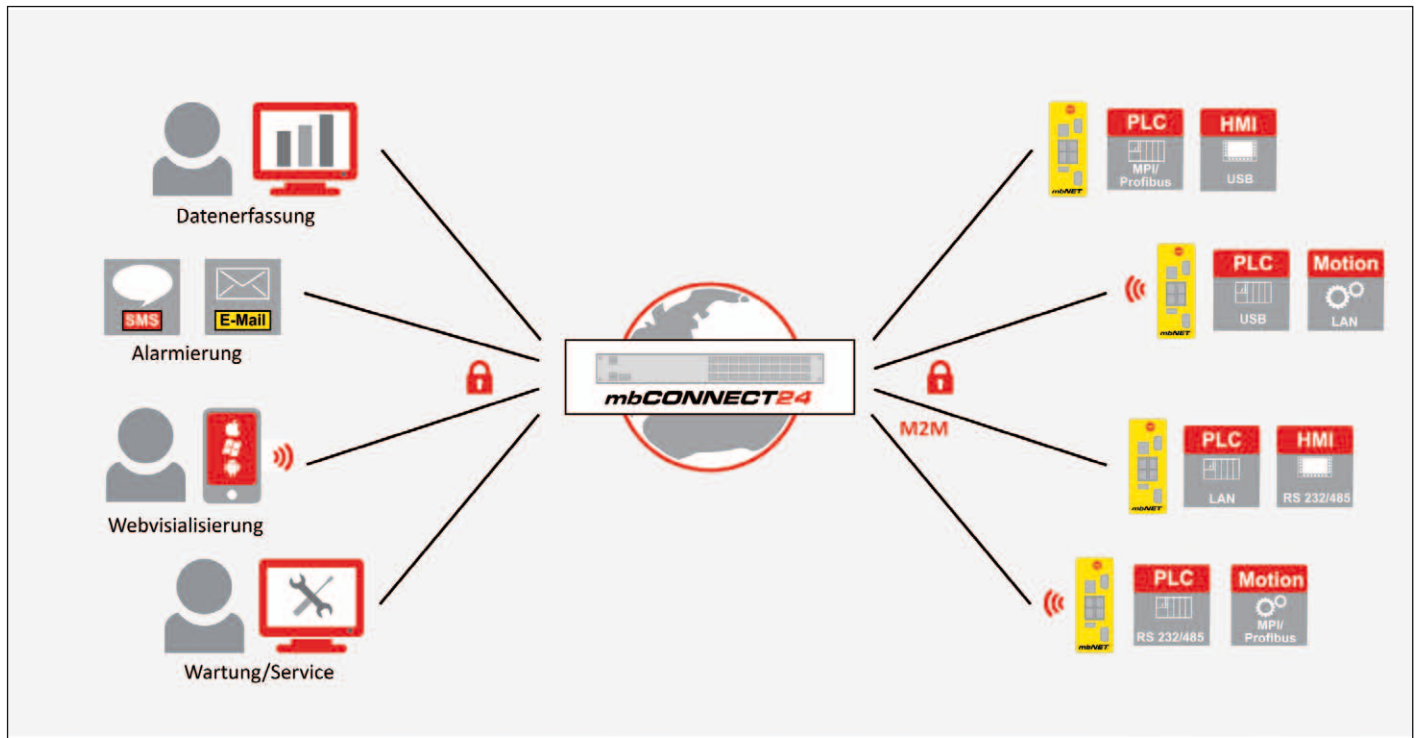 Datenerfassung
SMS
E-Mail
Alarmierung
Webvisialisierung
Wartung/Service
mbCONNECT24
M2M
mbNET
PLC
MPI/
Profibus
HMI
USB
mbNET
PLC
USB
Motion
LAN
mbNET
PLC
LAN
HMI
RS 232/485
mbNET
PLC
RS 232/485
Motion
MPI/
Profibus